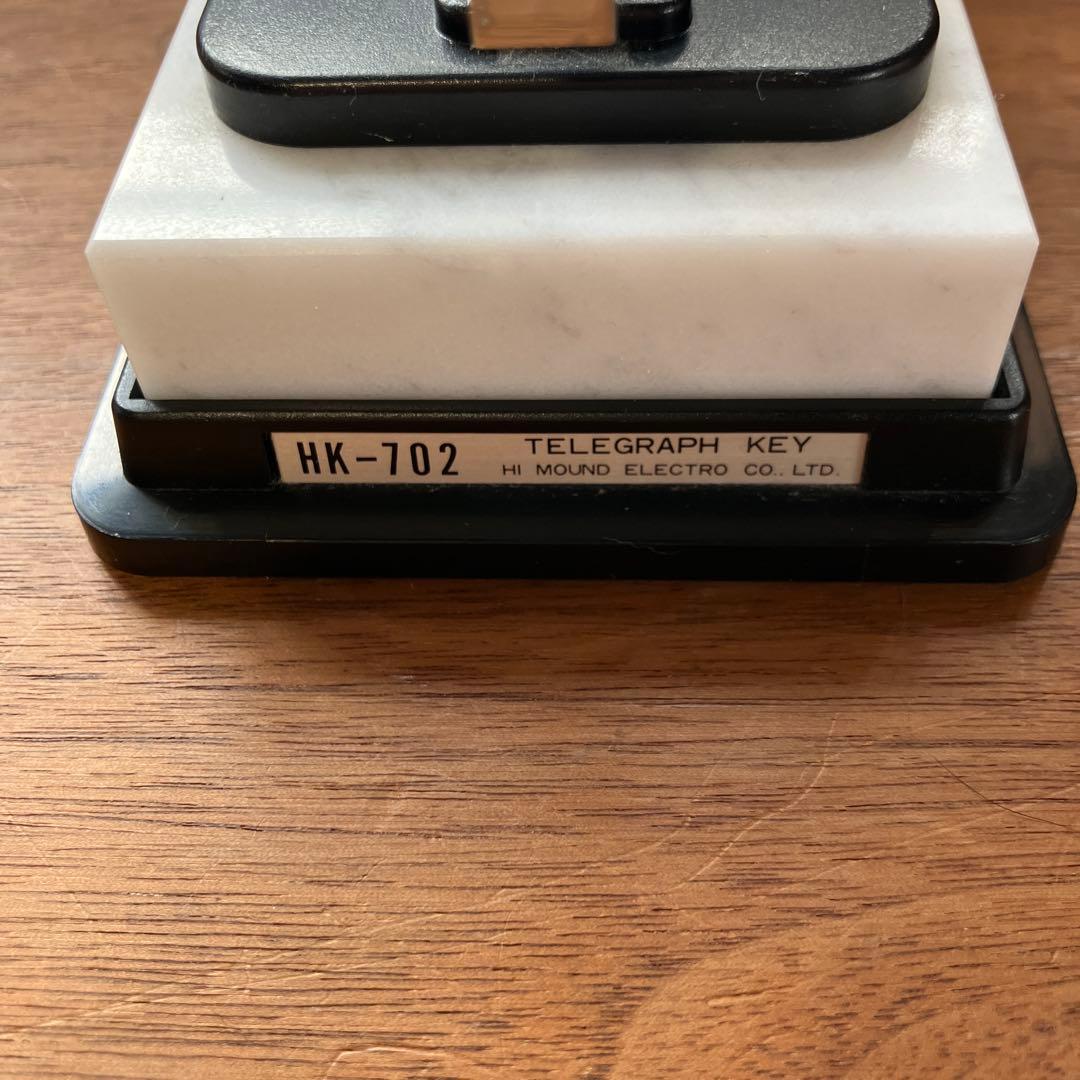 HK-702
TELEGRAPH KEY
HI MOUND ELECTRO CO., LTD.